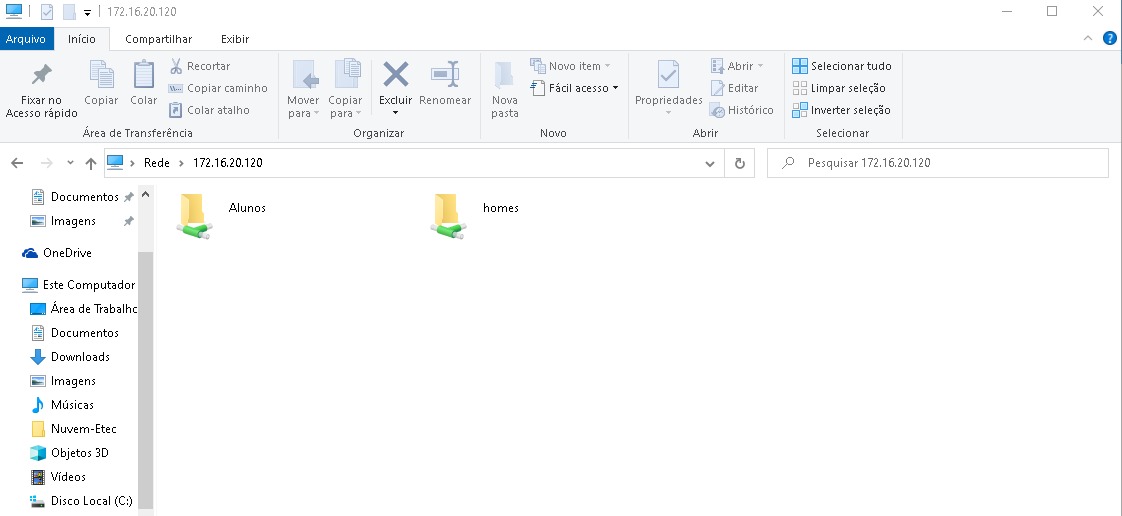 172.16.20.120
Arquivo Início Compartilhar Exibir
Fixar no
Acesso rápido
Copiar
Colar
Recortar
Copiar caminho
Colar atalho
Área de Transferência
Mover
para
Copiar
para
Excluir
Renomear
Organizar
Nova
pasta
Novo item
Fácil acesso
Novo
Propriedades
Abrir
Editar
Histórico
Abrir
Selecionar tudo
Limpar seleção
Inverter seleção
Selecionar
Rede 172.16.20.120
Pesquisar 172.16.20.120
Documentos
Imagens
OneDrive
Este Computador
Área de Trabalho
Documentos
Downloads
Imagens
Músicas
Nuvem-Etec
Objetos 3D
Vídeos
Disco Local (C:)
Alunos
homes